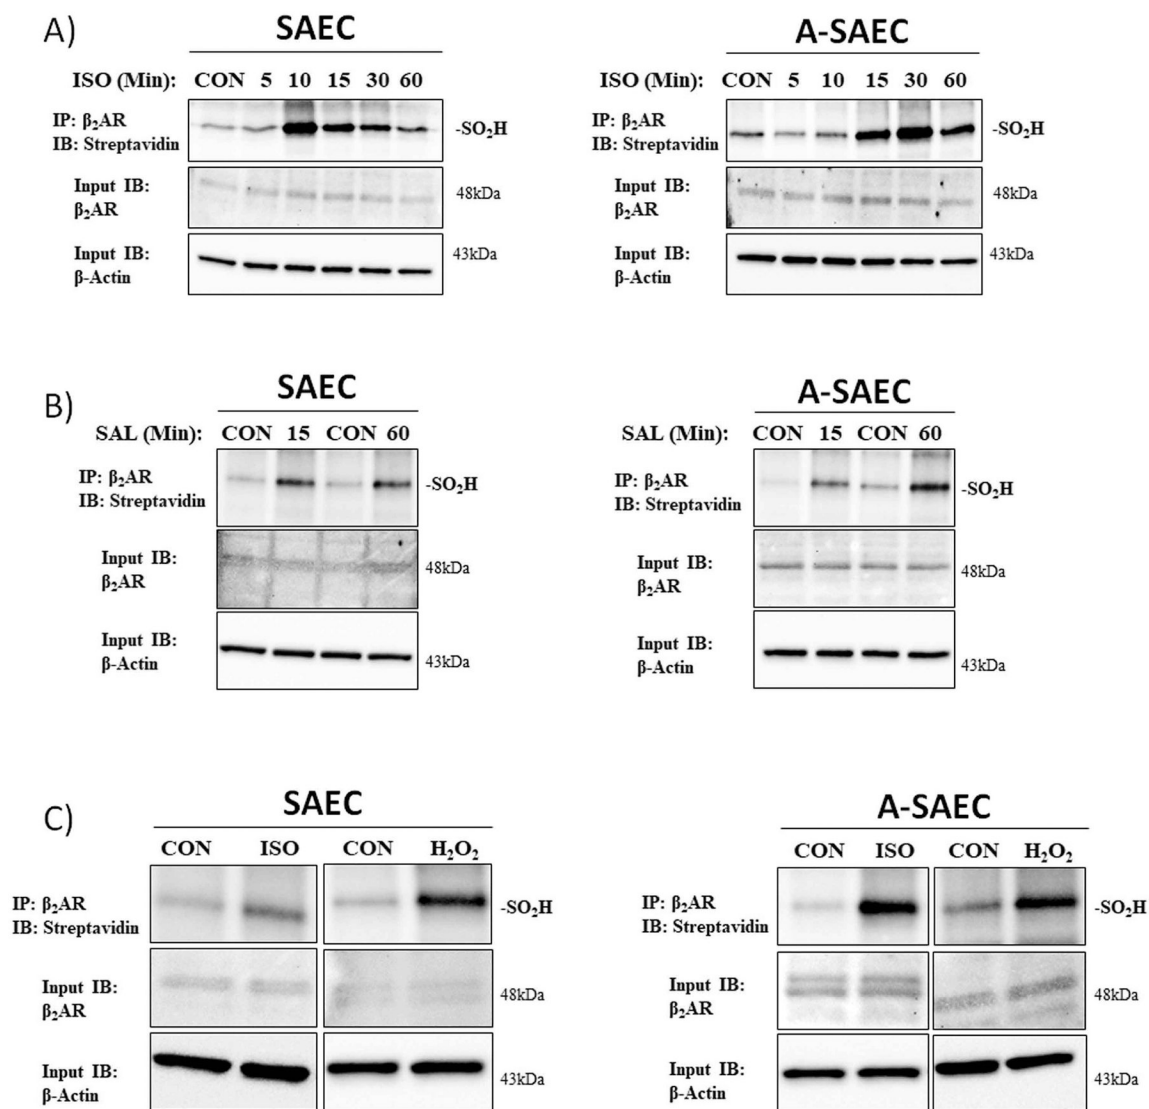 A)
SAEC
ISO (Min): CON 5 10 15 30 60
IP: β₂AR
IB: Streptavidin
-SO₂H
Input IB:
β₂AR
48kDa
Input IB:
β-Actin
43kDa
A-SAEC
ISO (Min): CON 5 10 15 30 60
IP: β₂AR
IB: Streptavidin
-SO₂H
Input IB:
β₂AR
48kDa
Input IB:
β-Actin
43kDa
B)
SAEC
SAL (Min): CON 15 CON 60
IP: β₂AR
IB: Streptavidin
-SO₂H
Input IB:
β₂AR
48kDa
Input IB:
β-Actin
43kDa
A-SAEC
SAL (Min): CON 15 CON 60
IP: β₂AR
IB: Streptavidin
-SO₂H
Input IB:
β₂AR
48kDa
Input IB:
β-Actin
43kDa
C)
SAEC
CON ISO CON H₂O₂
IP: β₂AR
IB: Streptavidin
-SO₂H
Input IB:
β₂AR
48kDa
Input IB:
β-Actin
43kDa
A-SAEC
CON ISO CON H₂O₂
IP: β₂AR
IB: Streptavidin
-SO₂H
Input IB:
β₂AR
48kDa
Input IB:
β-Actin
43kDa